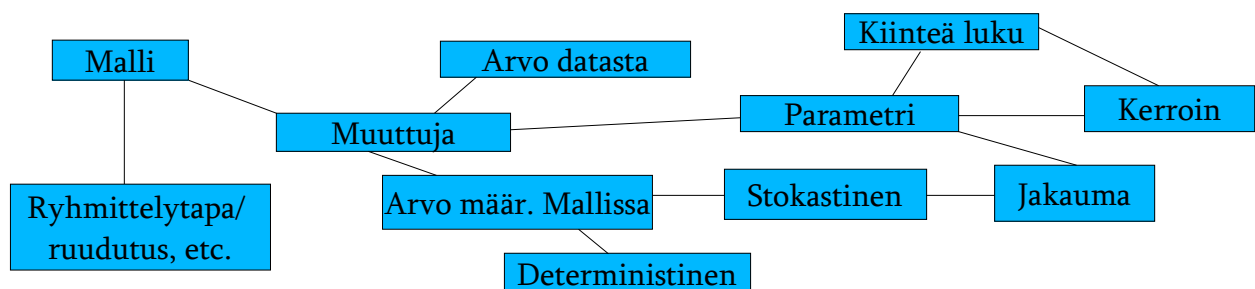 Kiinteä luku
Malli
Arvo datasta
Parametri
Kerroin
Muuttuja
Ryhmittelytapa/
ruudutus, etc.
Arvo määr. Mallissa
Stokastinen
Jakauma
Deterministinen